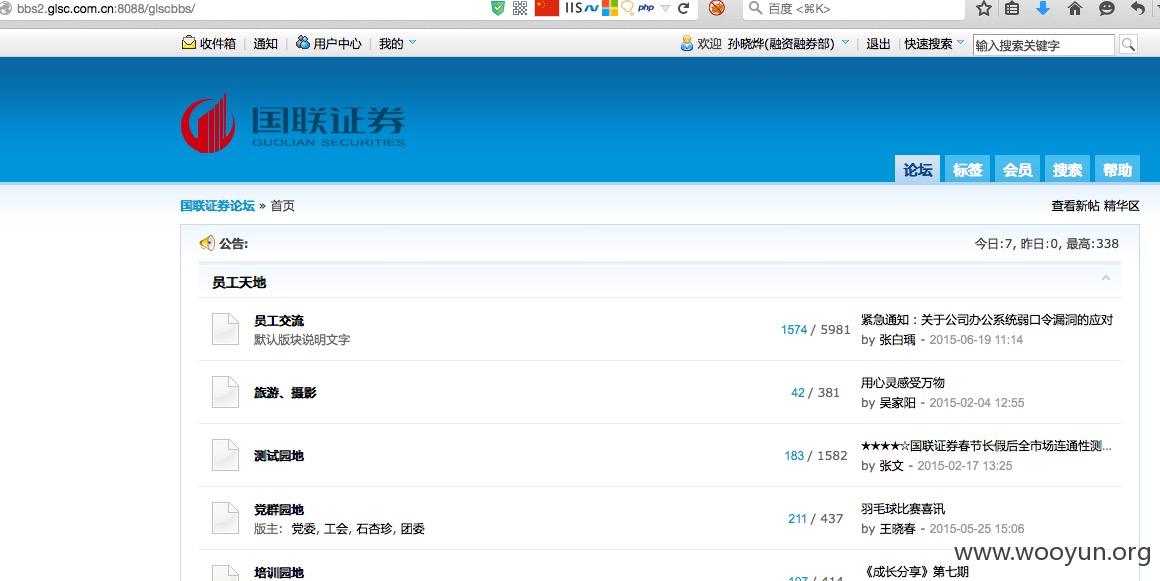 bbs2.glsc.com.cn:8088/glscbbs/
IIS
php
百度 <⌘K>
收件箱 通知 用户中心 我的
欢迎 孙晓烨(融资融券部) 退出 快速搜索 输入搜索关键字
国联证券
GUOLIAN SECURITIES
论坛 标签 会员 搜索 帮助
国联证券论坛 » 首页
查看新帖 精华区
公告:
今日:7, 昨日:0, 最高:338
员工天地
员工交流
默认版块说明文字
1574 / 5981
紧急通知：关于公司办公系统弱口令漏洞的应对
by 张白瑀 - 2015-06-19 11:14
旅游、摄影
42 / 381
用心灵感受万物
by 吴家阳 - 2015-02-04 12:55
测试园地
183 / 1582
★★★★☆国联证券春节长假后全市场连通性测...
by 张文 - 2015-02-17 13:25
党群园地
版主: 党委, 工会, 石杏珍, 团委
211 / 437
羽毛球比赛喜讯
by 王晓春 - 2015-05-25 15:06
www.wooyun.org
培训园地
《成长分享》第七期